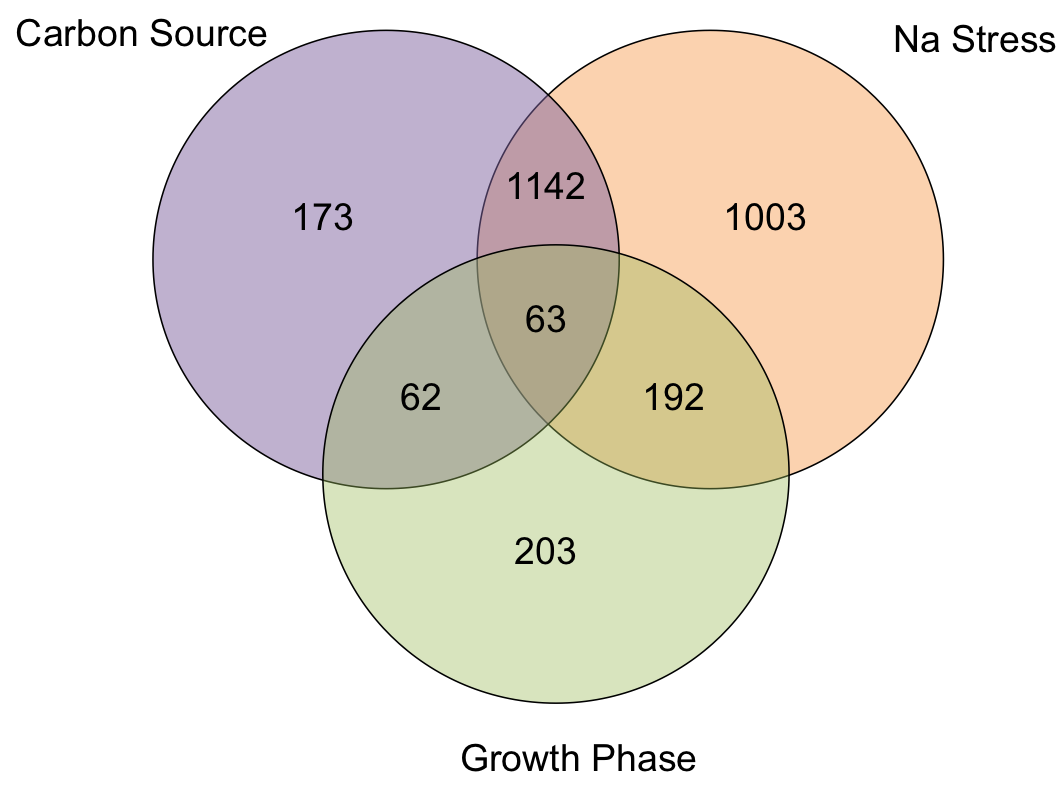 Carbon Source
Na Stress
1142
173
1003
63
62
192
203
Growth Phase